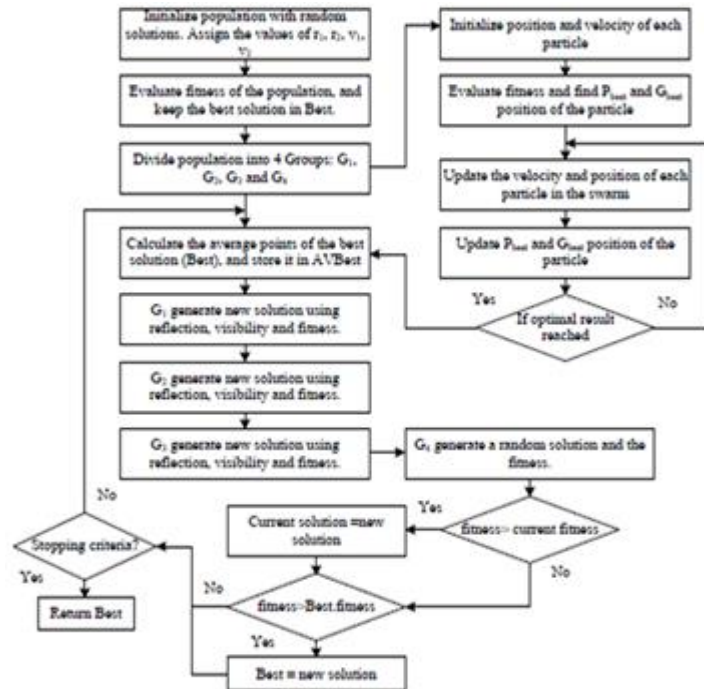 Initialize population with random
solutions. Assign the values of r₁, r₂, v₁,
v₂
Evaluate fitness of the population, and
keep the best solution in Best.
Divide population into 4 Groups: G₁,
G₂, G₃ and G₄
Calculate the average points of the best
solution (Best), and store it in AVBest
G₁ generate new solution using
reflection, visibility and fitness.
G₂ generate new solution using
reflection, visibility and fitness.
G₃ generate new solution using
reflection, visibility and fitness.
Initialize position and velocity of each
particle
Evaluate fitness and find P_best and G_best
position of the particle
Update the velocity and position of each
particle in the swarm
Update P_best and G_best position of the
particle
Yes
No
If optimal result
reached
G₄ generate a random solution and the
fitness.
Yes
fitness> current fitness
No
Current solution =new
solution
No
fitness>Best.fitness
Yes
Best = new solution
No
Stopping criteria?
Yes
Return Best